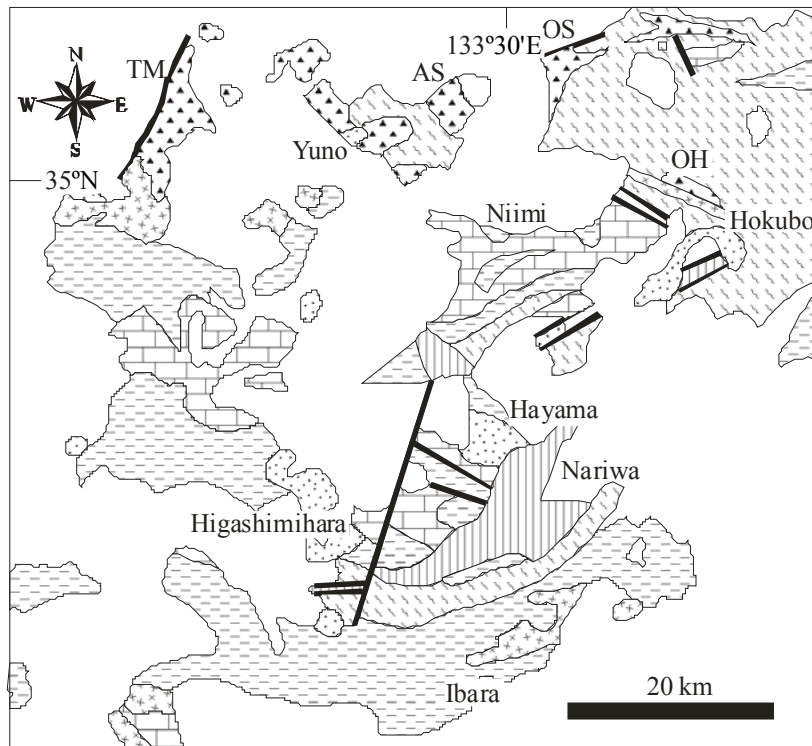 OS
133°30'E
TM
AS
N
W E
S
Yuno
35°N
OH
Niimi
Hokubo
Hayama
Nariwa
Higashimihara
Ibara
20 km